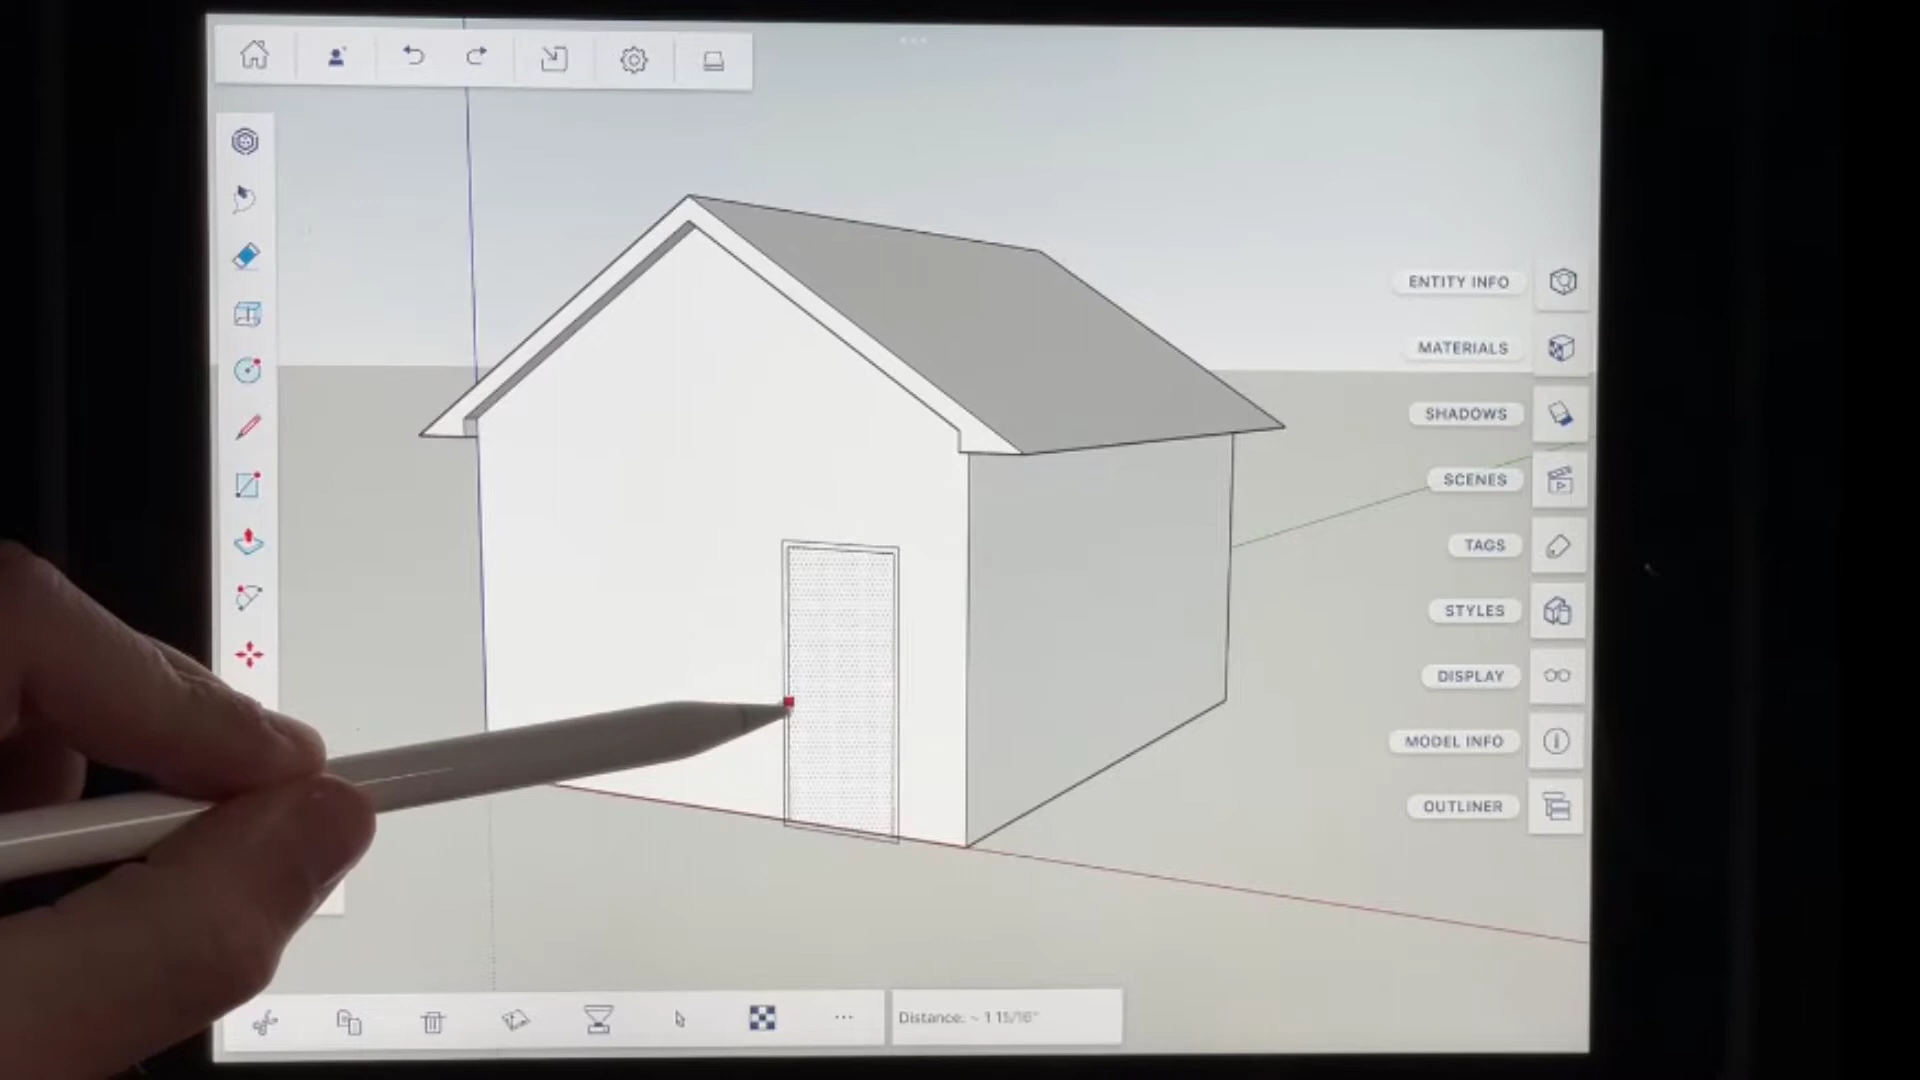 ENTITY INFO
MATERIALS
SHADOWS
SCENES
TAGS
STYLES
DISPLAY
MODEL INFO
OUTLINER
Distance: ~ 1 15/16"